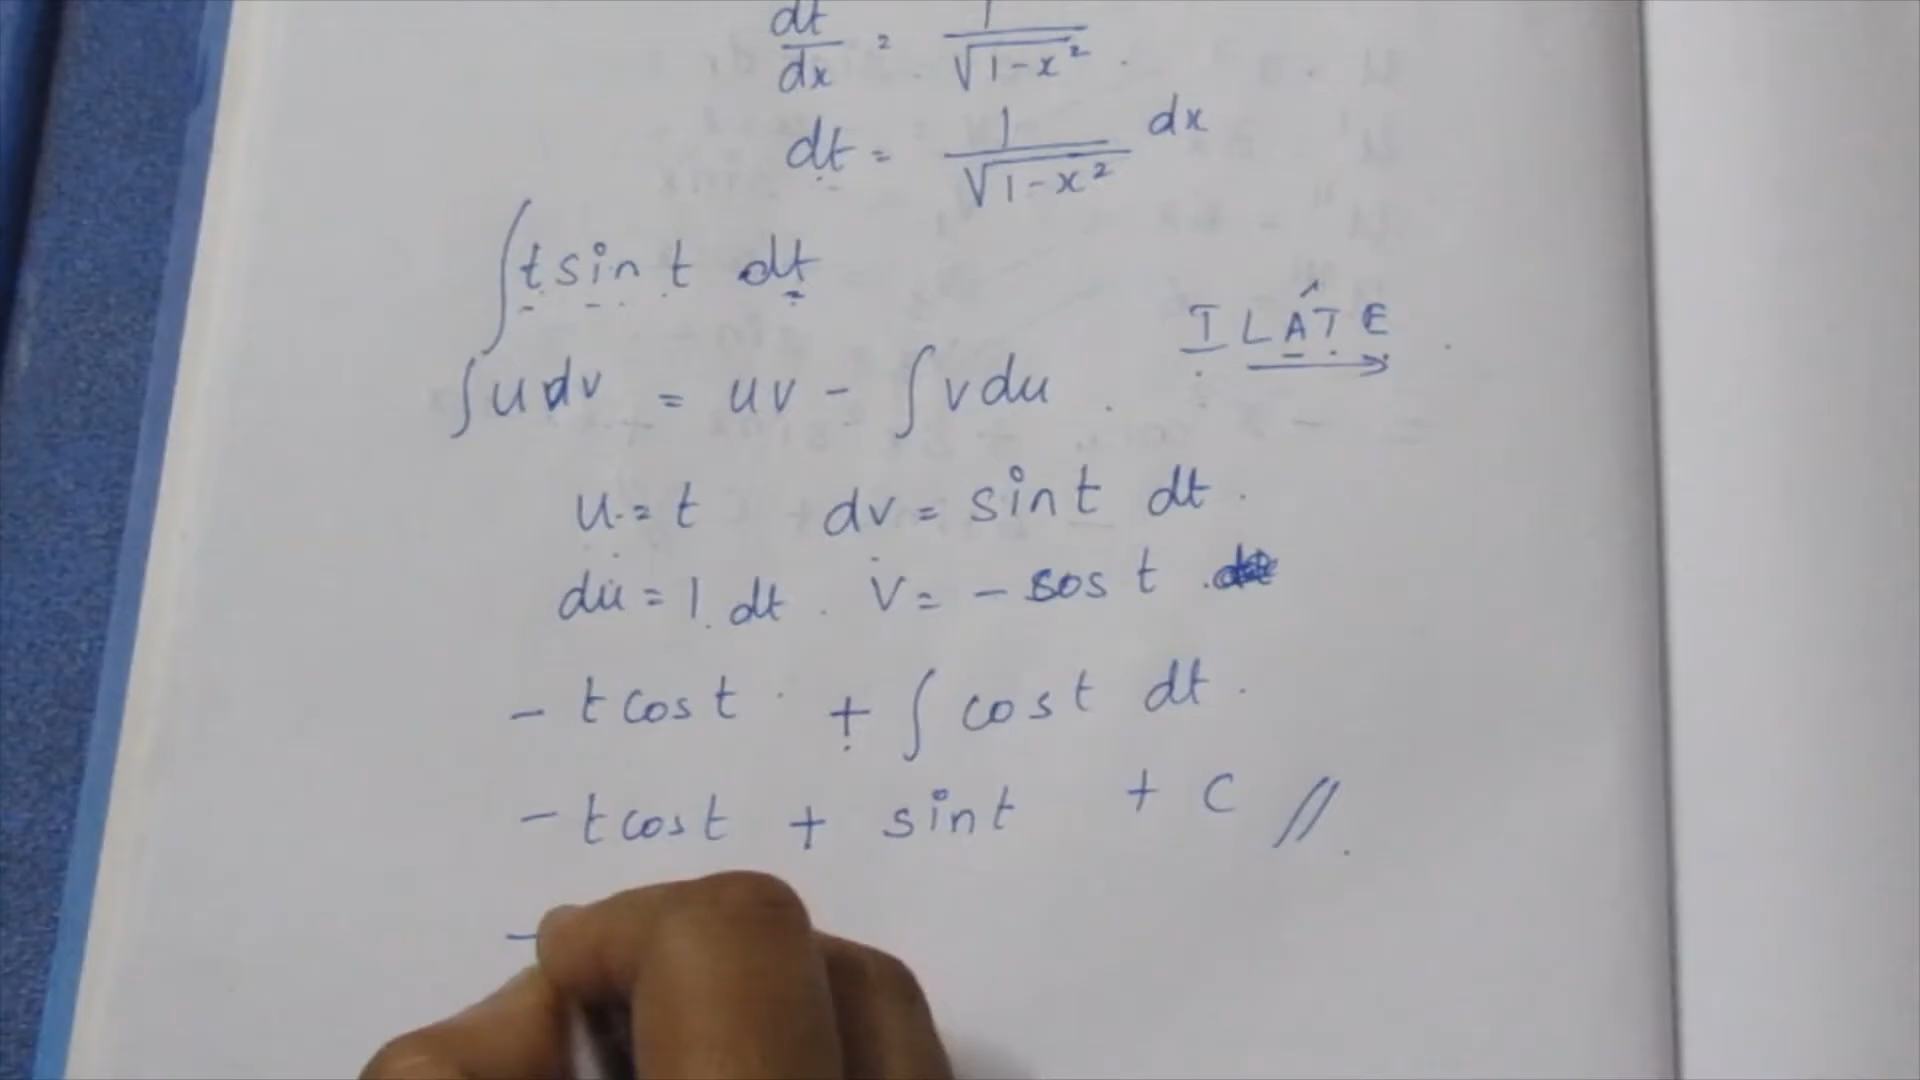 dt/dx = 1/√1-x²
dt = 1/√1-x² dx
∫t sin t dt
I L A T E
∫u dv = uv - ∫v du
u = t dv = sin t dt
du = 1. dt. v = - cos t
- t cos t + ∫ cos t dt.
- t cos t + sin t + C //
-